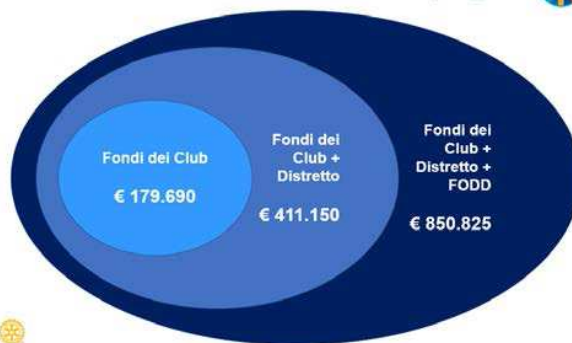 Fondi dei Club
€ 179.690
Fondi dei
Club +
Distretto
€ 411.150
Fondi dei
Club +
Distretto +
FODD
€ 850.825